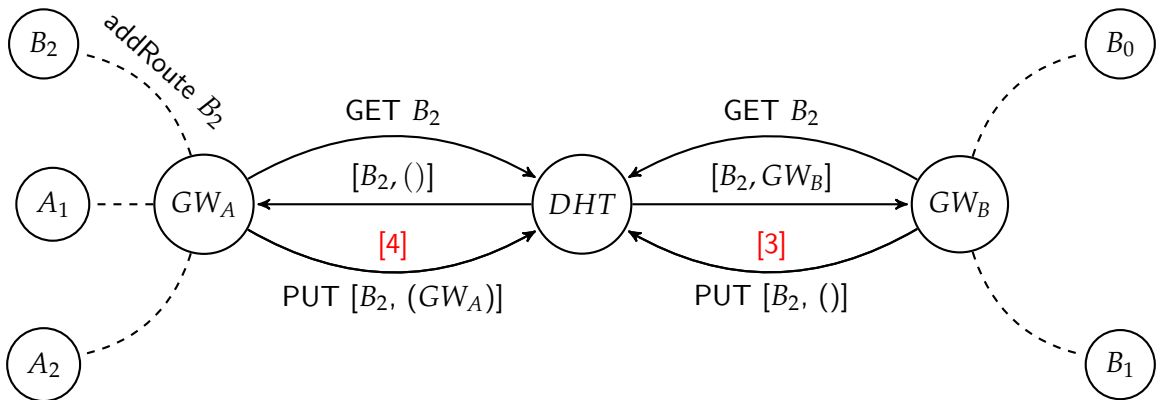 B₂
addRoute B₂
B₀
GET B₂
GET B₂
[B₂, ()]
[B₂, GW_B]
A₁
GW_A
DHT
GW_B
[4]
[3]
PUT [B₂, (GW_A)]
PUT [B₂, ()]
A₂
B₁